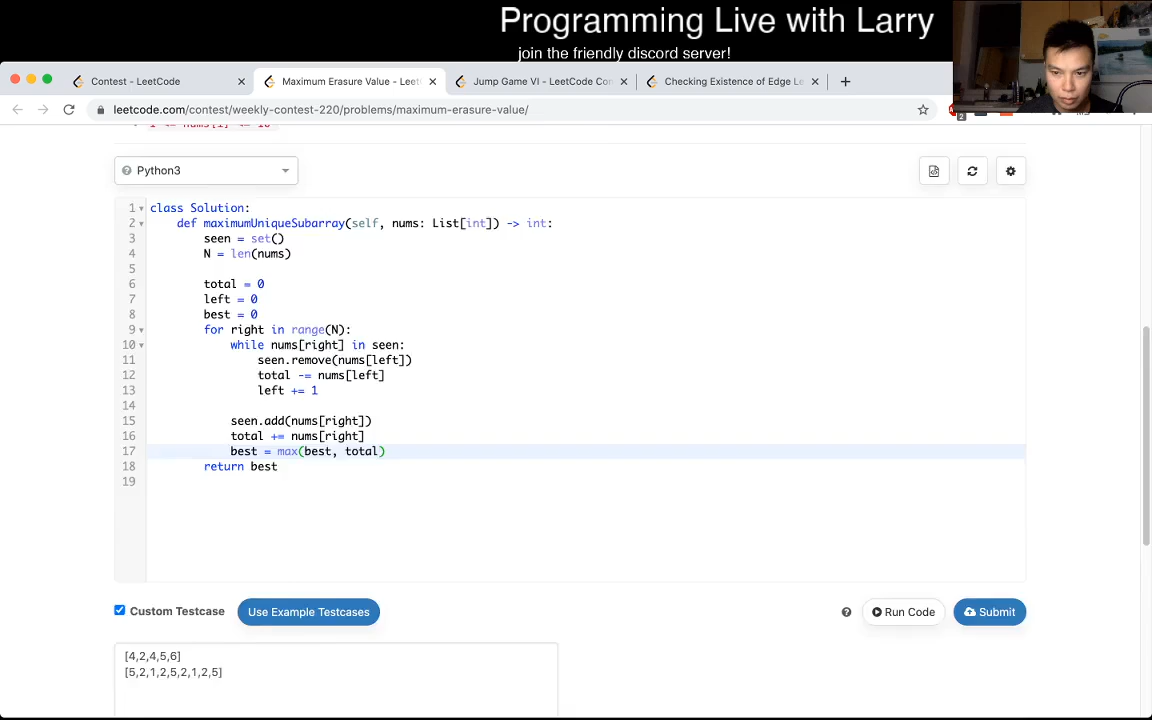 Programming Live with Larry
join the friendly discord server!
Contest - LeetCode
Maximum Erasure Value - Leet
Jump Game VI - LeetCode Con
Checking Existence of Edge Le
leetcode.com/contest/weekly-contest-220/problems/maximum-erasure-value/
2
Python3
1 class Solution:
2 def maximumUniqueSubarray(self, nums: List[int]) -> int:
3 seen = set()
4 N = len(nums)
5
6 total = 0
7 left = 0
8 best = 0
9 for right in range(N):
10 while nums[right] in seen:
11 seen.remove(nums[left])
12 total -= nums[left]
13 left += 1
14
15 seen.add(nums[right])
16 total += nums[right]
17 best = max(best, total)
18 return best
19
Custom Testcase
Use Example Testcases
Run Code
Submit
[4,2,4,5,6]
[5,2,1,2,5,2,1,2,5]